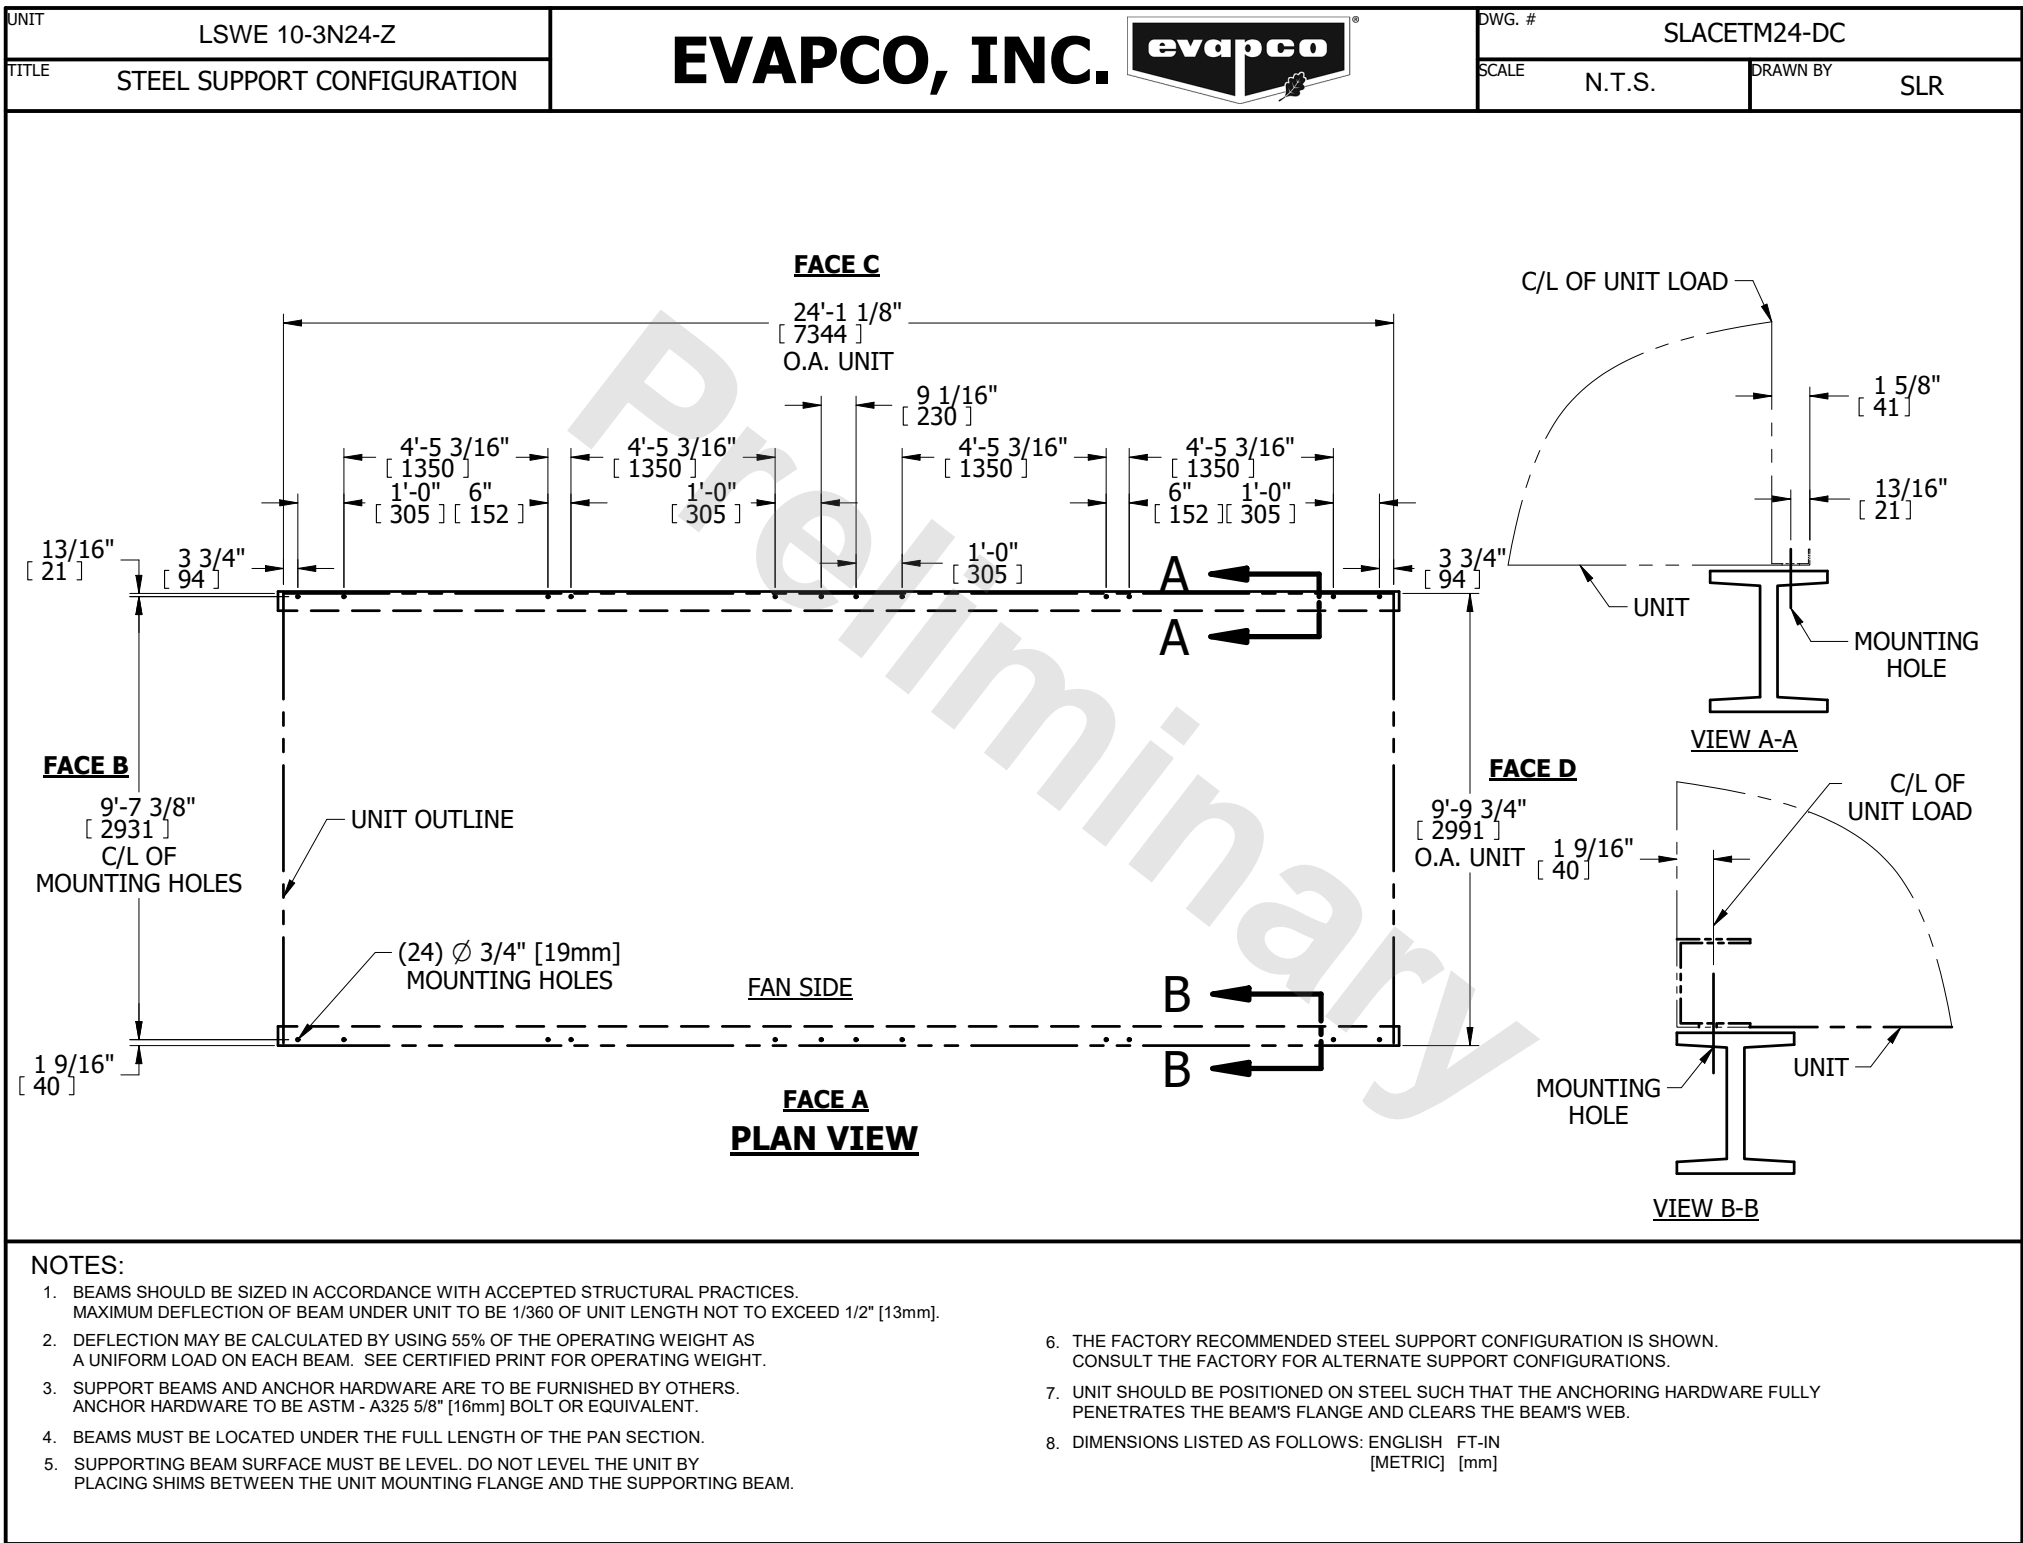 UNIT
LSWE 10-3N24-Z
TITLE
STEEL SUPPORT CONFIGURATION
EVAPCO, INC.
evapco
®
DWG. #
SLACETM24-DC
SCALE
N.T.S.
DRAWN BY
SLR
FACE C
24'-1 1/8"
[ 7344 ]
O.A. UNIT
9 1/16"
[ 230 ]
4'-5 3/16"
[ 1350 ]
4'-5 3/16"
[ 1350 ]
4'-5 3/16"
[ 1350 ]
4'-5 3/16"
[ 1350 ]
1'-0"
[ 305 ]
6"
[ 152 ]
1'-0"
[ 305 ]
6"
[ 152 ]
1'-0"
[ 305 ]
13/16"
[ 21 ]
3 3/4"
[ 94 ]
1'-0"
[ 305 ]
3 3/4"
[ 94 ]
A
A
FACE B
9'-7 3/8"
[ 2931 ]
C/L OF
MOUNTING HOLES
UNIT OUTLINE
FACE D
9'-9 3/4"
[ 2991 ]
O.A. UNIT
(24) Ø 3/4" [19mm]
MOUNTING HOLES
FAN SIDE
B
B
1 9/16"
[ 40 ]
FACE A
PLAN VIEW
Preliminary
C/L OF UNIT LOAD
1 5/8"
[ 41 ]
13/16"
[ 21 ]
UNIT
MOUNTING
HOLE
VIEW A-A
C/L OF
UNIT LOAD
1 9/16"
[ 40 ]
UNIT
MOUNTING
HOLE
VIEW B-B
NOTES:
1. BEAMS SHOULD BE SIZED IN ACCORDANCE WITH ACCEPTED STRUCTURAL PRACTICES.
MAXIMUM DEFLECTION OF BEAM UNDER UNIT TO BE 1/360 OF UNIT LENGTH NOT TO EXCEED 1/2" [13mm].
2. DEFLECTION MAY BE CALCULATED BY USING 55% OF THE OPERATING WEIGHT AS
A UNIFORM LOAD ON EACH BEAM. SEE CERTIFIED PRINT FOR OPERATING WEIGHT.
3. SUPPORT BEAMS AND ANCHOR HARDWARE ARE TO BE FURNISHED BY OTHERS.
ANCHOR HARDWARE TO BE ASTM - A325 5/8" [16mm] BOLT OR EQUIVALENT.
4. BEAMS MUST BE LOCATED UNDER THE FULL LENGTH OF THE PAN SECTION.
5. SUPPORTING BEAM SURFACE MUST BE LEVEL. DO NOT LEVEL THE UNIT BY
PLACING SHIMS BETWEEN THE UNIT MOUNTING FLANGE AND THE SUPPORTING BEAM.
6. THE FACTORY RECOMMENDED STEEL SUPPORT CONFIGURATION IS SHOWN.
CONSULT THE FACTORY FOR ALTERNATE SUPPORT CONFIGURATIONS.
7. UNIT SHOULD BE POSITIONED ON STEEL SUCH THAT THE ANCHORING HARDWARE FULLY
PENETRATES THE BEAM'S FLANGE AND CLEARS THE BEAM'S WEB.
8. DIMENSIONS LISTED AS FOLLOWS: ENGLISH FT-IN
[METRIC] [mm]